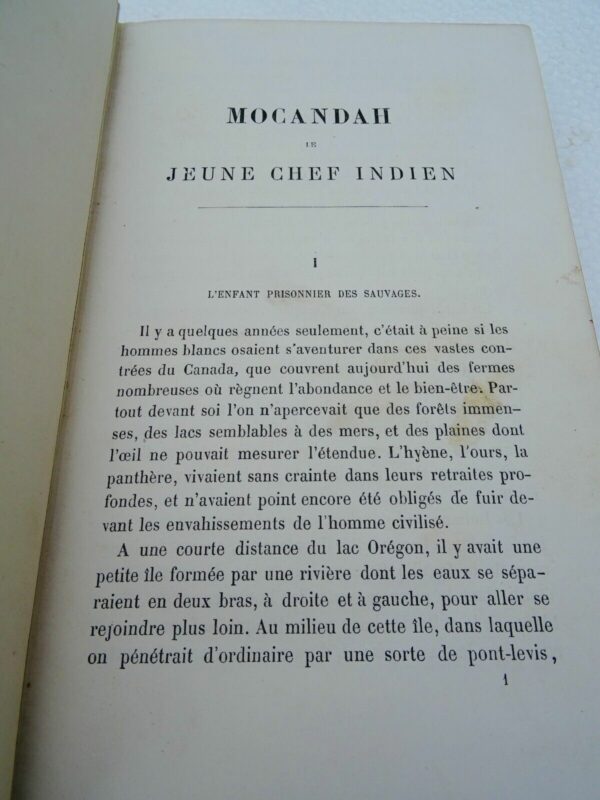 MOCANDAH
LE
JEUNE CHEF INDIEN
I
L'ENFANT PRISONNIER DES SAUVAGES.
Il y a quelques années seulement, c'était à peine si les
hommes blancs osaient s'aventurer dans ces vastes con-
trées du Canada, que couvrent aujourd'hui des fermes
nombreuses où règnent l'abondance et le bien-être. Par-
tout devant soi l'on n'apercevait que des forêts immen-
ses, des lacs semblables à des mers, et des plaines dont
l'œil ne pouvait mesurer l'étendue. L'hyène, l'ours, la
panthère, vivaient sans crainte dans leurs retraites pro-
fondes, et n'avaient point encore été obligés de fuir de-
vant les envahissements de l'homme civilisé.
A une courte distance du lac Orégon, il y avait une
petite île formée par une rivière dont les eaux se sépa-
raient en deux bras, à droite et à gauche, pour aller se
rejoindre plus loin. Au milieu de cette île, dans laquelle
on pénétrait d'ordinaire par une sorte de pont-levis,
1